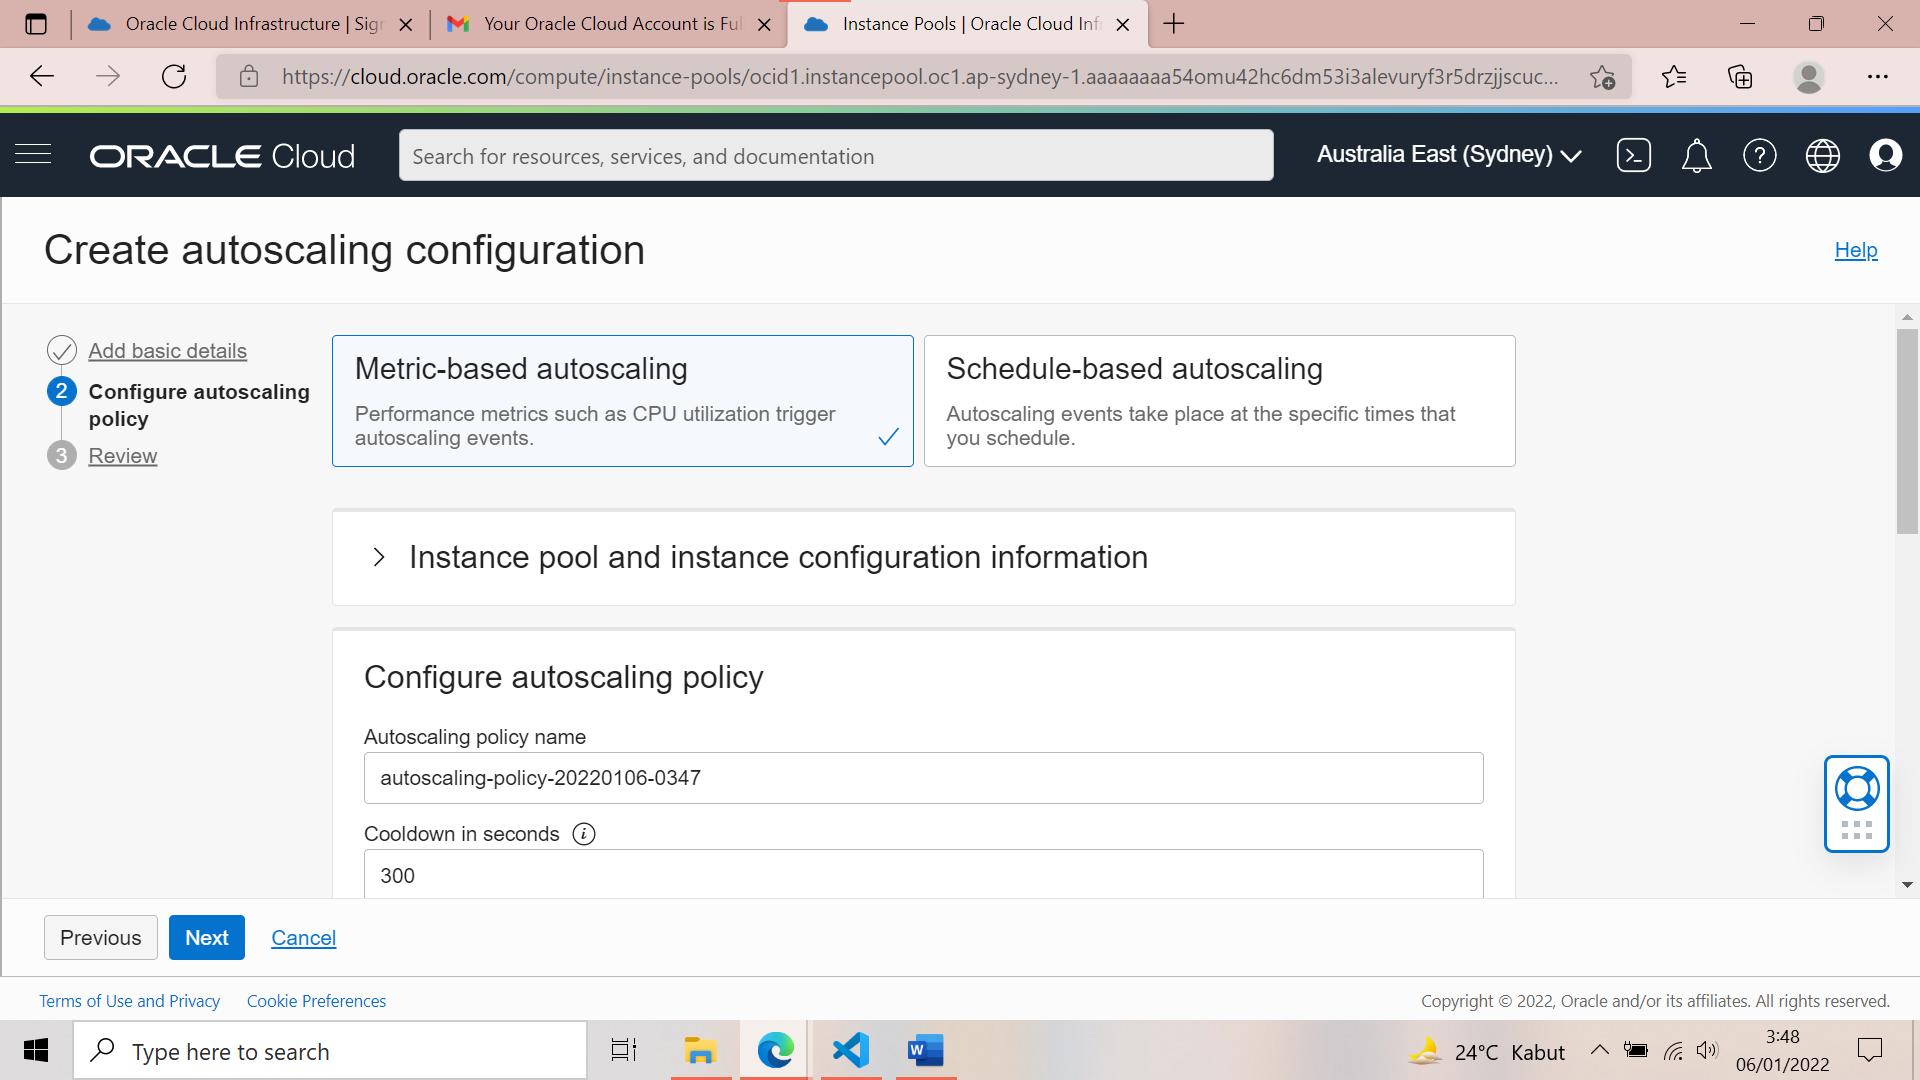 Oracle Cloud Infrastructure | Sign
Your Oracle Cloud Account is Ful
Instance Pools | Oracle Cloud Inf
https://cloud.oracle.com/compute/instance-pools/ocid1.instancepool.oc1.ap-sydney-1.aaaaaaaa54omu42hc6dm53i3alevuryf3r5drzjjscuc...
ORACLE Cloud
Search for resources, services, and documentation
Australia East (Sydney)
Create autoscaling configuration
Help
Add basic details
2 Configure autoscaling
policy
3 Review
Metric-based autoscaling
Performance metrics such as CPU utilization trigger
autoscaling events.
Schedule-based autoscaling
Autoscaling events take place at the specific times that
you schedule.
Instance pool and instance configuration information
Configure autoscaling policy
Autoscaling policy name
autoscaling-policy-20220106-0347
Cooldown in seconds
300
Previous
Next
Cancel
Terms of Use and Privacy
Cookie Preferences
Copyright © 2022, Oracle and/or its affiliates. All rights reserved.
Type here to search
24°C Kabut
3:48
06/01/2022